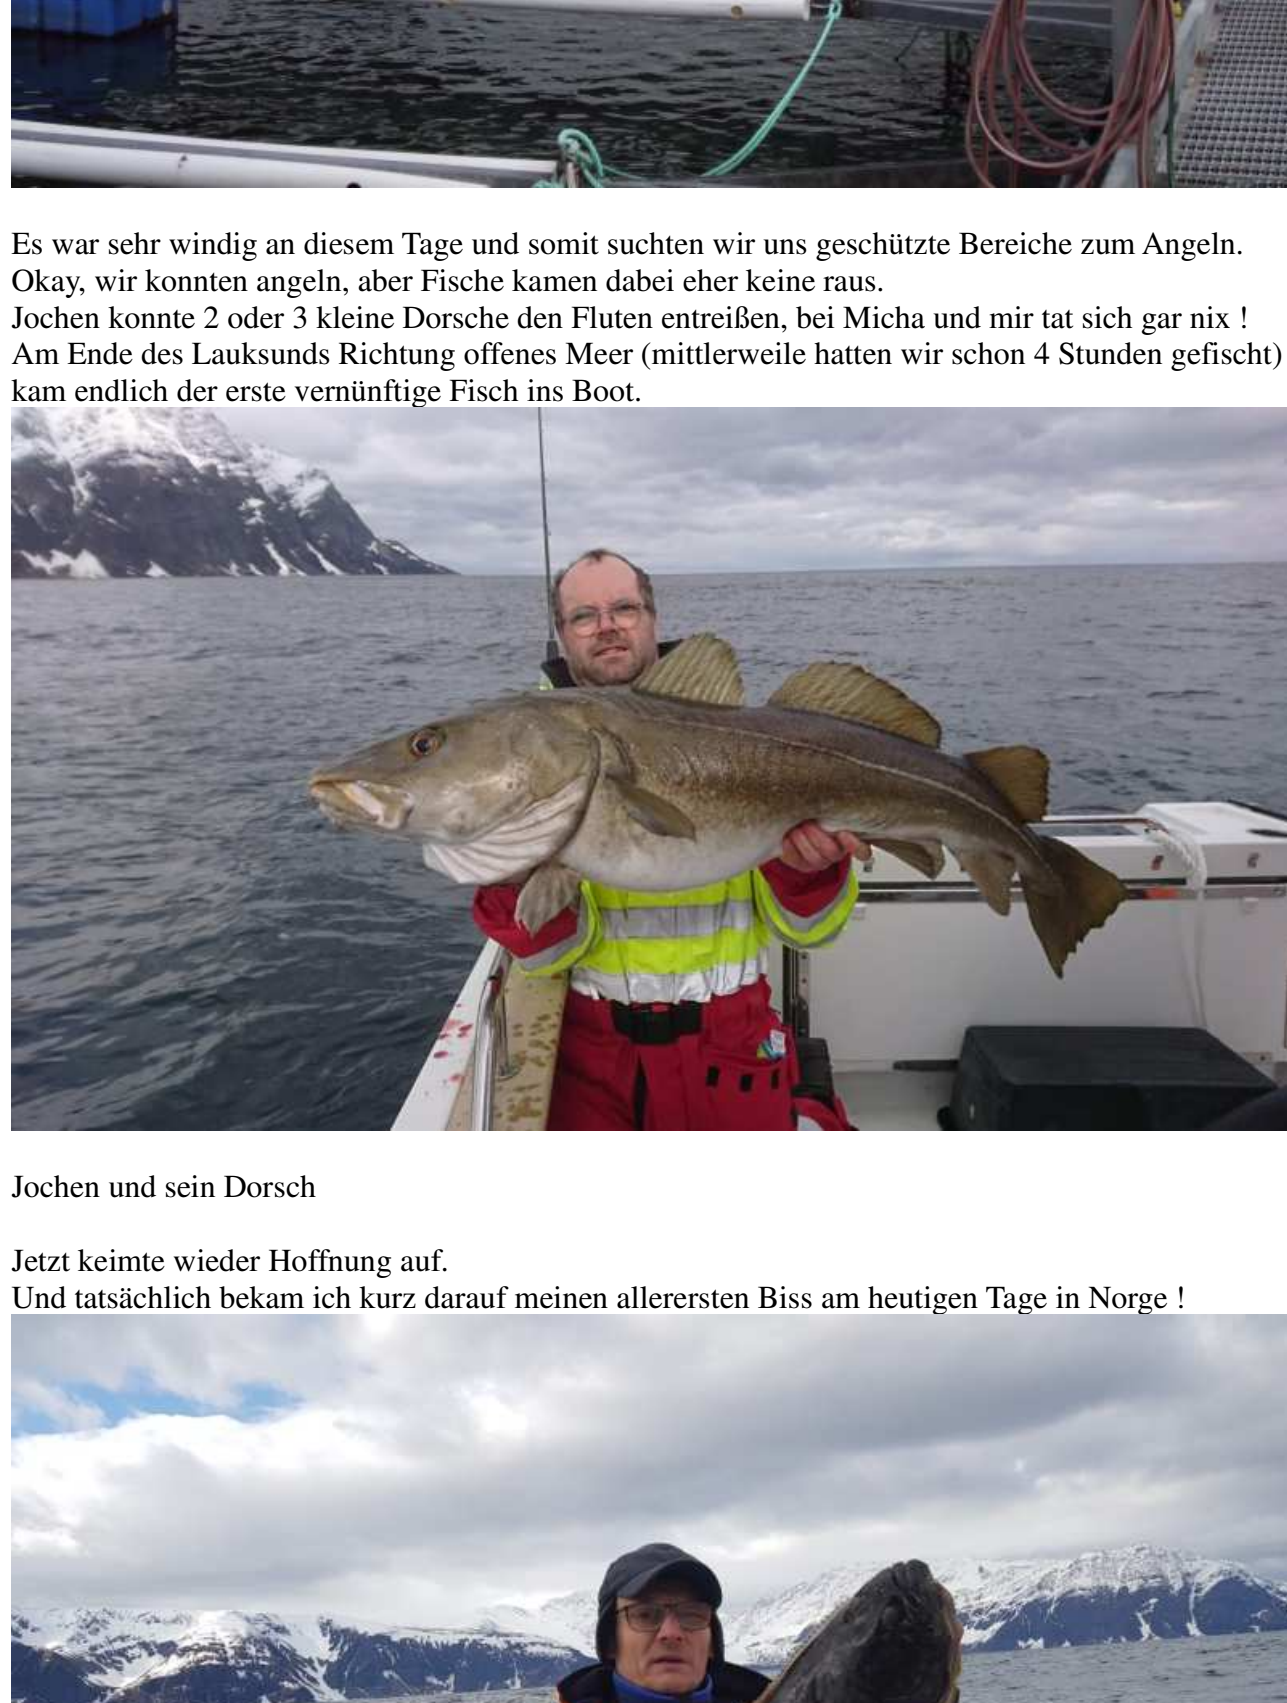 Es war sehr windig an diesem Tage und somit suchten wir uns geschützte Bereiche zum Angeln.
Okay, wir konnten angeln, aber Fische kamen dabei eher keine raus.
Jochen konnte 2 oder 3 kleine Dorsche den Fluten entreißen, bei Micha und mir tat sich gar nix !
Am Ende des Lauksunds Richtung offenes Meer (mittlerweile hatten wir schon 4 Stunden gefischt)
kam endlich der erste vernünftige Fisch ins Boot.
Jochen und sein Dorsch
Jetzt keimte wieder Hoffnung auf.
Und tatsächlich bekam ich kurz darauf meinen allerersten Biss am heutigen Tage in Norge !